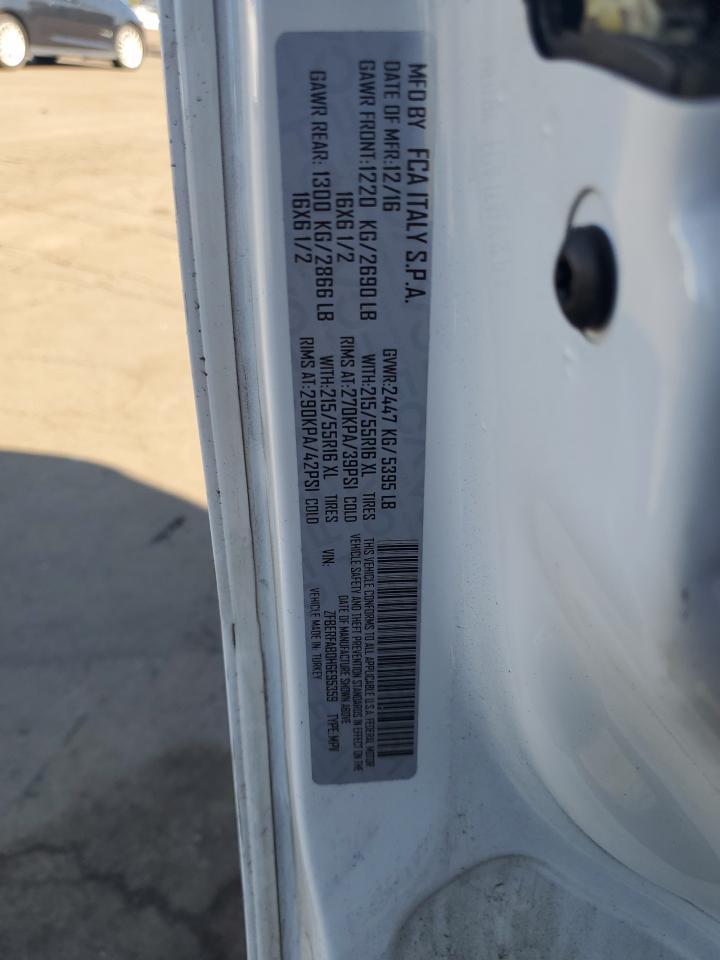 MFD BY FCA ITALY S.P.A.
DATE OF MFR:12/16 GVWR:2447 KG/5395 LB
GAWR FRONT:1220 KG/2690 LB WITH:215/55R16 XL TIRES
16X6 1/2 RIMS AT:270KPA/39PSI COLD
GAWR REAR: 1300 KG/2866 LB WITH:215/55R16 XL TIRES
16X6 1/2 RIMS AT:290KPA/42PSI COLD
THIS VEHICLE CONFORMS TO ALL APPLICABLE U.S.A. FEDERAL MOTOR
VEHICLE SAFETY AND THEFT PREVENTION STANDARDS IN EFFECT ON THE
DATE OF MANUFACTURE SHOWN ABOVE
VIN: ZFBERFABDH6E95359 TYPE:MPV
VEHICLE MADE IN: TURKEY